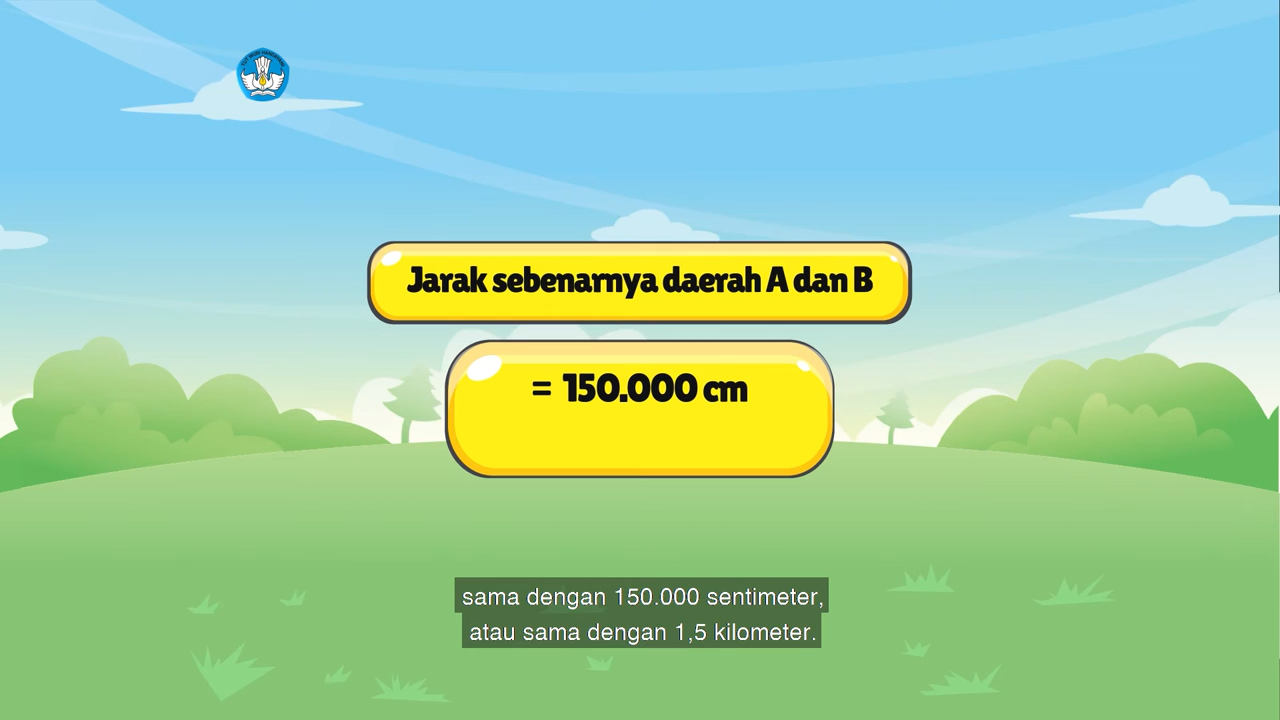 Jarak sebenarnya daerah A dan B
= 150.000 cm
sama dengan 150.000 sentimeter,
atau sama dengan 1,5 kilometer.